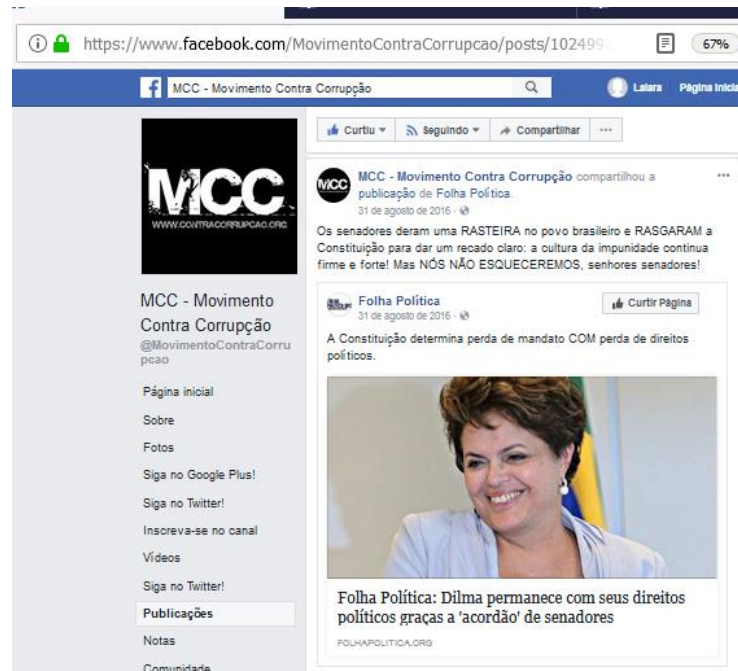 https://www.facebook.com/MovimentoContraCorrupcao/posts/102499
67%
MCC - Movimento Contra Corrupção
Laiara Página Inicia
Curtiu Seguindo Compartilhar ...
MCC
WWW.CONTRACORRUPCAO.ORG
MCC - Movimento
Contra Corrupção
@MovimentoContraCorru
pcao
Página inicial
Sobre
Fotos
Siga no Google Plus!
Siga no Twitter!
Inscreva-se no canal
Vídeos
Siga no Twitter!
Publicações
Notas
Comunidade
MCC
MCC - Movimento Contra Corrupção compartilhou a
publicação de Folha Política.
31 de agosto de 2016 ·
Os senadores deram uma RASTEIRA no povo brasileiro e RASGARAM a
Constituição para dar um recado claro: a cultura da impunidade continua
firme e forte! Mas NÓS NÃO ESQUECEREMOS, senhores senadores!
Folha Política
31 de agosto de 2016 ·
Curtir Página
A Constituição determina perda de mandato COM perda de direitos
políticos.
Folha Política: Dilma permanece com seus direitos
políticos graças a 'acordão' de senadores
FOLHAPOLITICA.ORG